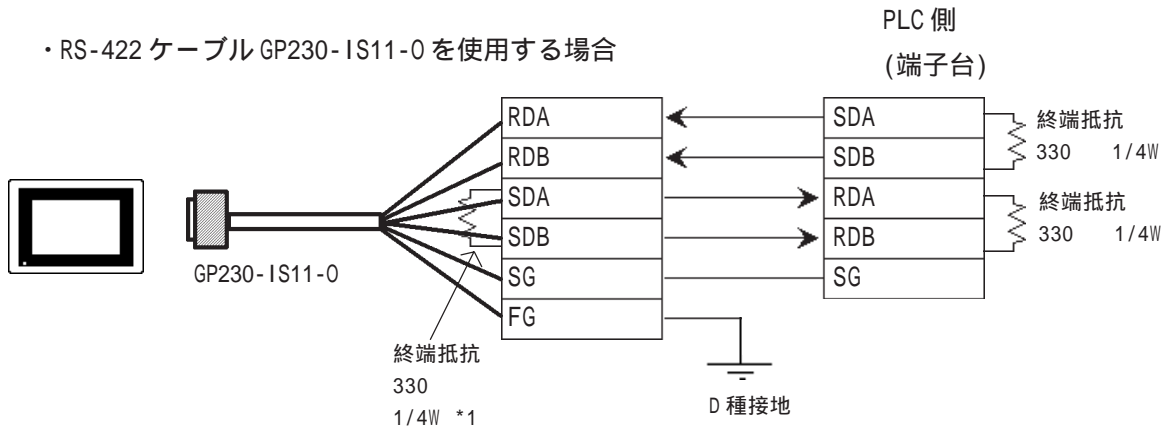 ・RS-422 ケーブル GP230-IS11-O を使用する場合
PLC 側
(端子台)
RDA
RDB
SDA
SDB
SG
FG
SDA
SDB
RDA
RDB
SG
終端抵抗
330 1/4W
終端抵抗
330 1/4W
GP230-IS11-O
終端抵抗
330
1/4W *1
D 種接地